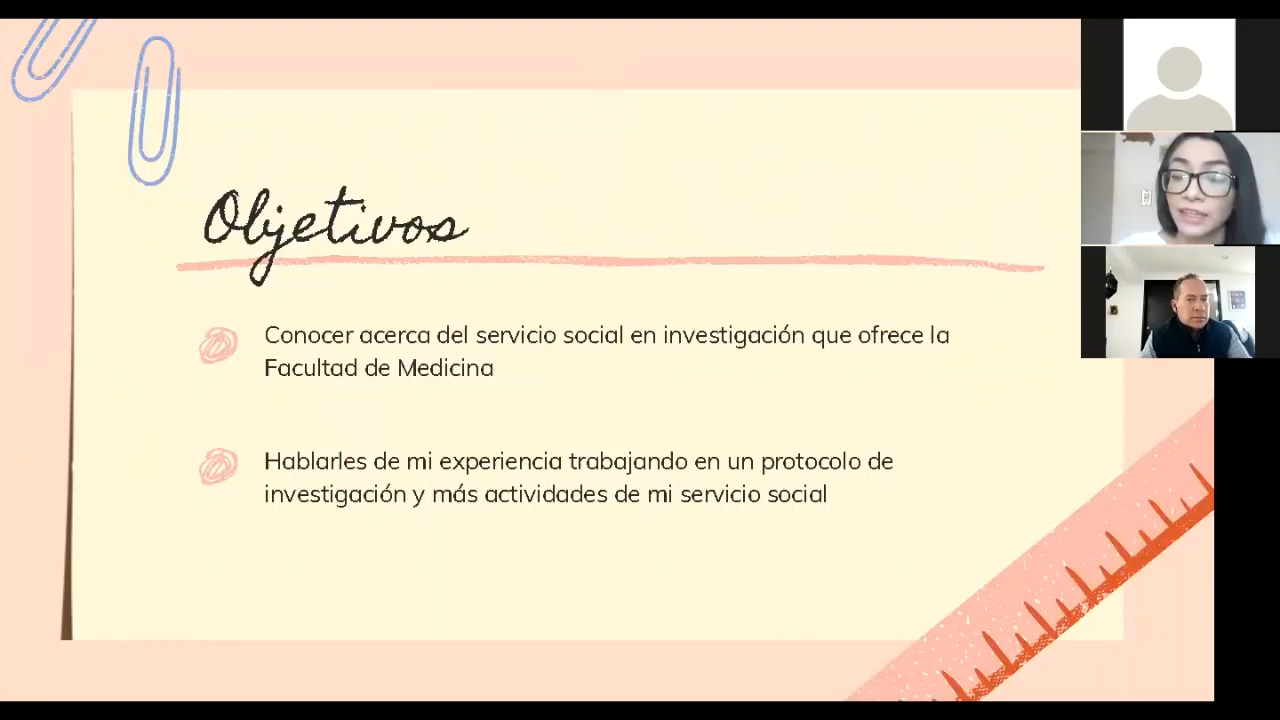 Objetivos
Conocer acerca del servicio social en investigación que ofrece la
Facultad de Medicina
Hablarles de mi experiencia trabajando en un protocolo de
investigación y más actividades de mi servicio social